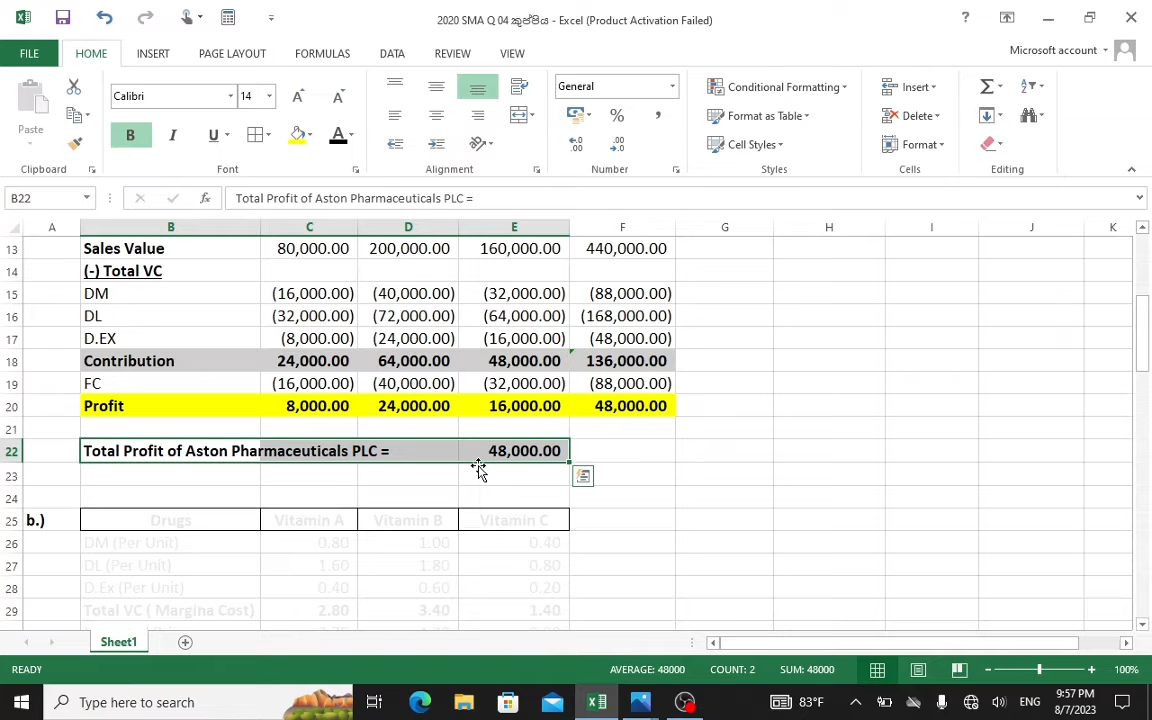 2020 SMA Q 04 කුප්පිය - Excel (Product Activation Failed)
FILE HOME INSERT PAGE LAYOUT FORMULAS DATA REVIEW VIEW Microsoft account
Paste Calibri 14 General Conditional Formatting Insert
B I U A % , Format as Table Delete
Cell Styles Format
Clipboard Font Alignment Number Styles Cells Editing
B22 fx Total Profit of Aston Pharmaceuticals PLC =
A B C D E F G H I J K
13 Sales Value 80,000.00 200,000.00 160,000.00 440,000.00
14 (-) Total VC
15 DM (16,000.00) (40,000.00) (32,000.00) (88,000.00)
16 DL (32,000.00) (72,000.00) (64,000.00) (168,000.00)
17 D.EX (8,000.00) (24,000.00) (16,000.00) (48,000.00)
18 Contribution 24,000.00 64,000.00 48,000.00 136,000.00
19 FC (16,000.00) (40,000.00) (32,000.00) (88,000.00)
20 Profit 8,000.00 24,000.00 16,000.00 48,000.00
21
22 Total Profit of Aston Pharmaceuticals PLC = 48,000.00
23
24
25 b.) Drugs Vitamin A Vitamin B Vitamin C
26 DM (Per Unit) 0.80 1.00 0.40
27 DL (Per Unit) 1.60 1.80 0.80
28 D.Ex (Per Unit) 0.40 0.60 0.20
29 Total VC ( Margina Cost) 2.80 3.40 1.40
Sheet1
READY AVERAGE: 48000 COUNT: 2 SUM: 48000 100%
Type here to search 83°F ENG 9:57 PM
8/7/2023